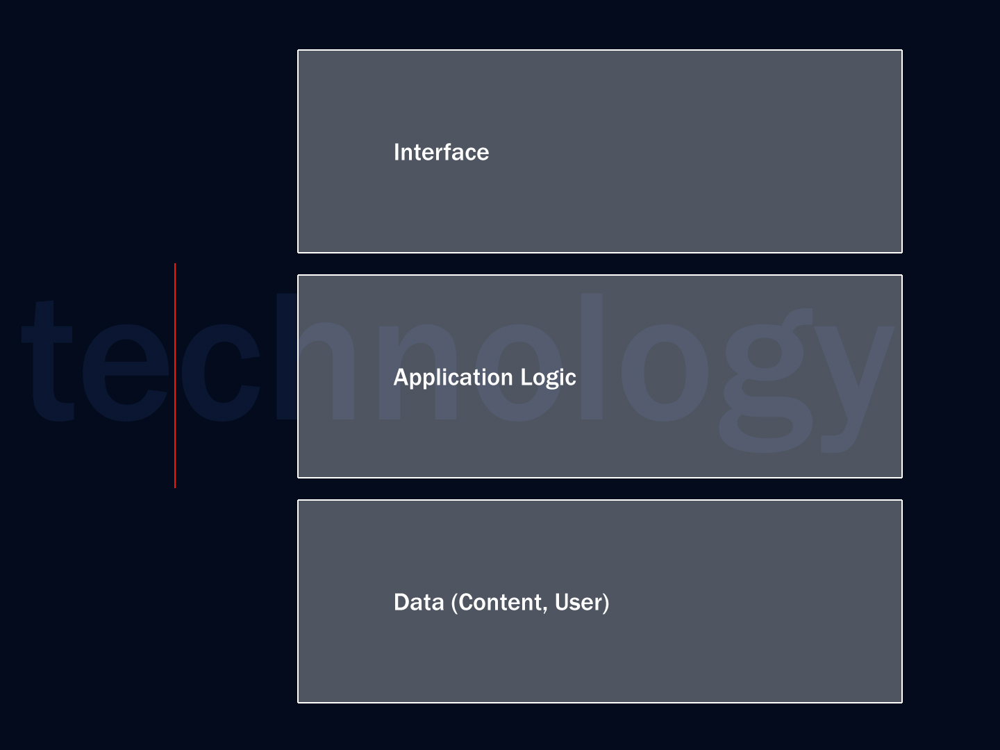 Interface
technology
Application Logic
Data (Content, User)